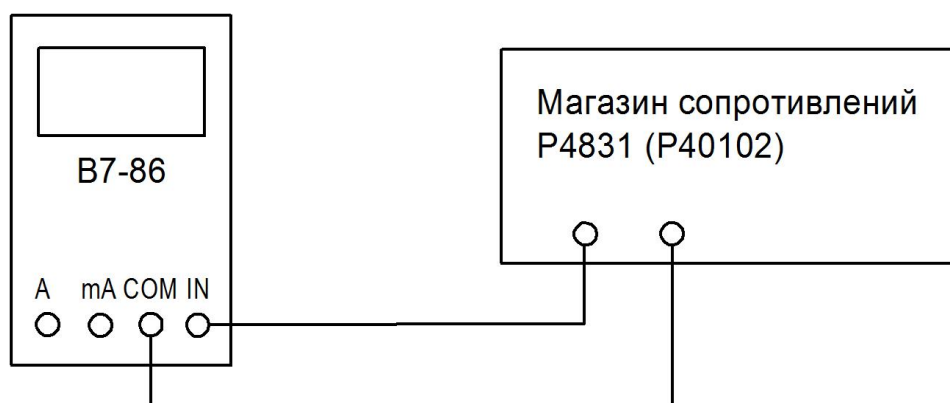 Магазин сопротивлений
Р4831 (Р40102)
В7-86
A mA COM IN